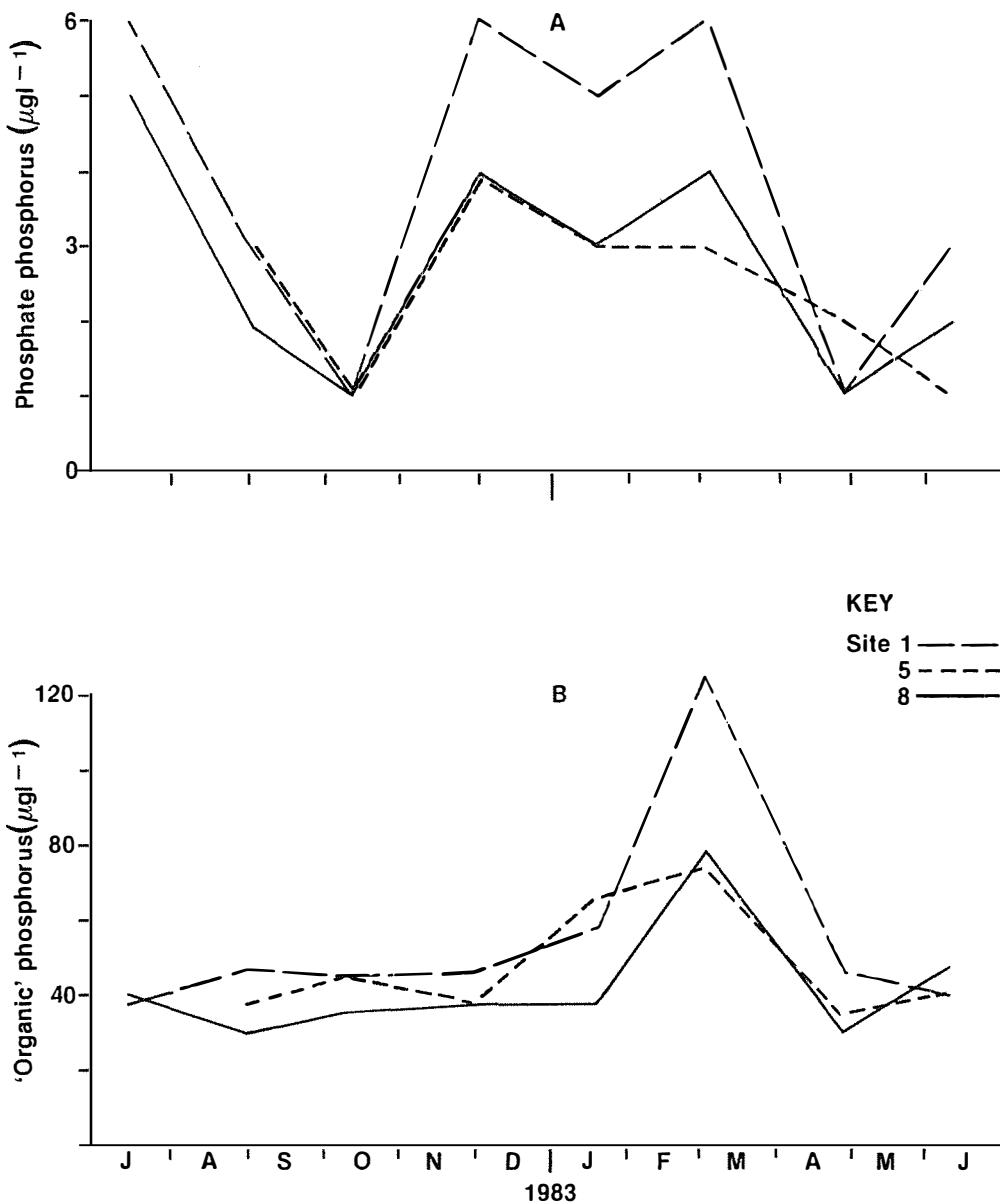 A
6
3
0
Phosphate phosphorus (μgl − 1)
KEY
Site 1
5
8
B
120
80
40
'Organic' phosphorus(μgl − 1)
J A S O N D J F M A M J
1983